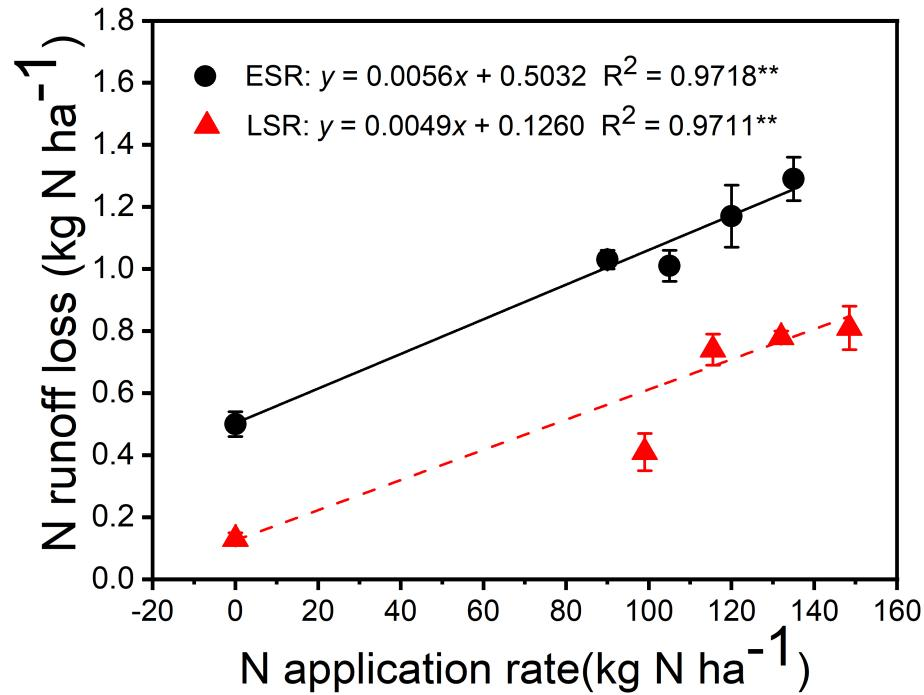 ESR: y = 0.0056x + 0.5032 R² = 0.9718**
LSR: y = 0.0049x + 0.1260 R² = 0.9711**
N runoff loss (kg N ha⁻¹)
1.8
1.6
1.4
1.2
1.0
0.8
0.6
0.4
0.2
0.0
-20 0 20 40 60 80 100 120 140 160
N application rate(kg N ha⁻¹)